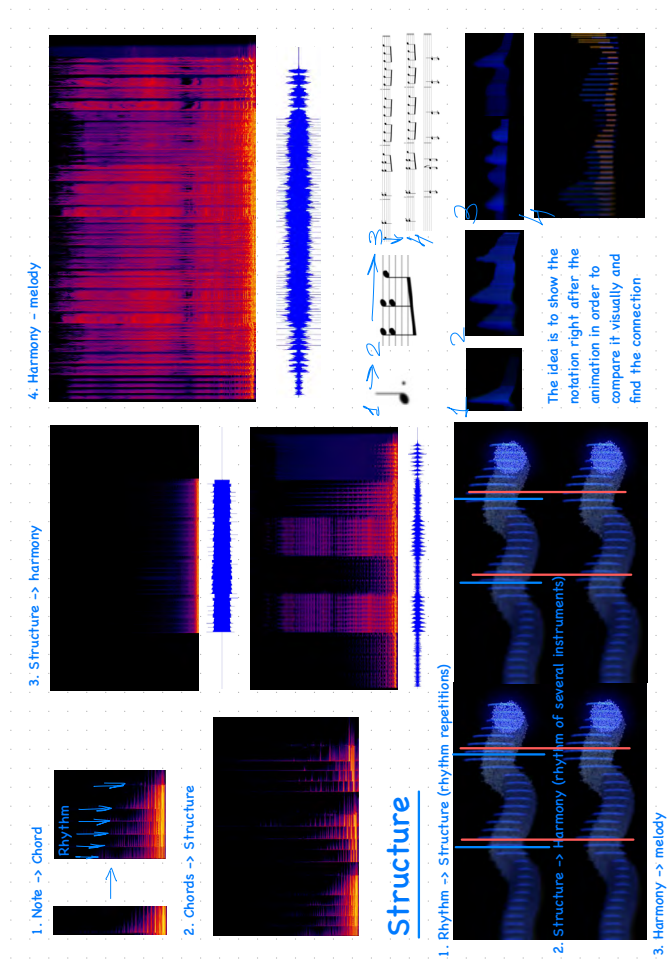 1. Note -> Chord
Rhythm
2. Chords -> Structure
3. Structure -> harmony
4. Harmony - melody
Structure
1. Rhythm -> Structure (rhythm repetitions)
2. Structure -> Harmony (rhythm of several instruments)
3. Harmony -> melody
1 → 2 → 3
4
1
2
3
4
The idea is to show the
notation right after the
animation in order to
compare it visually and
find the connection